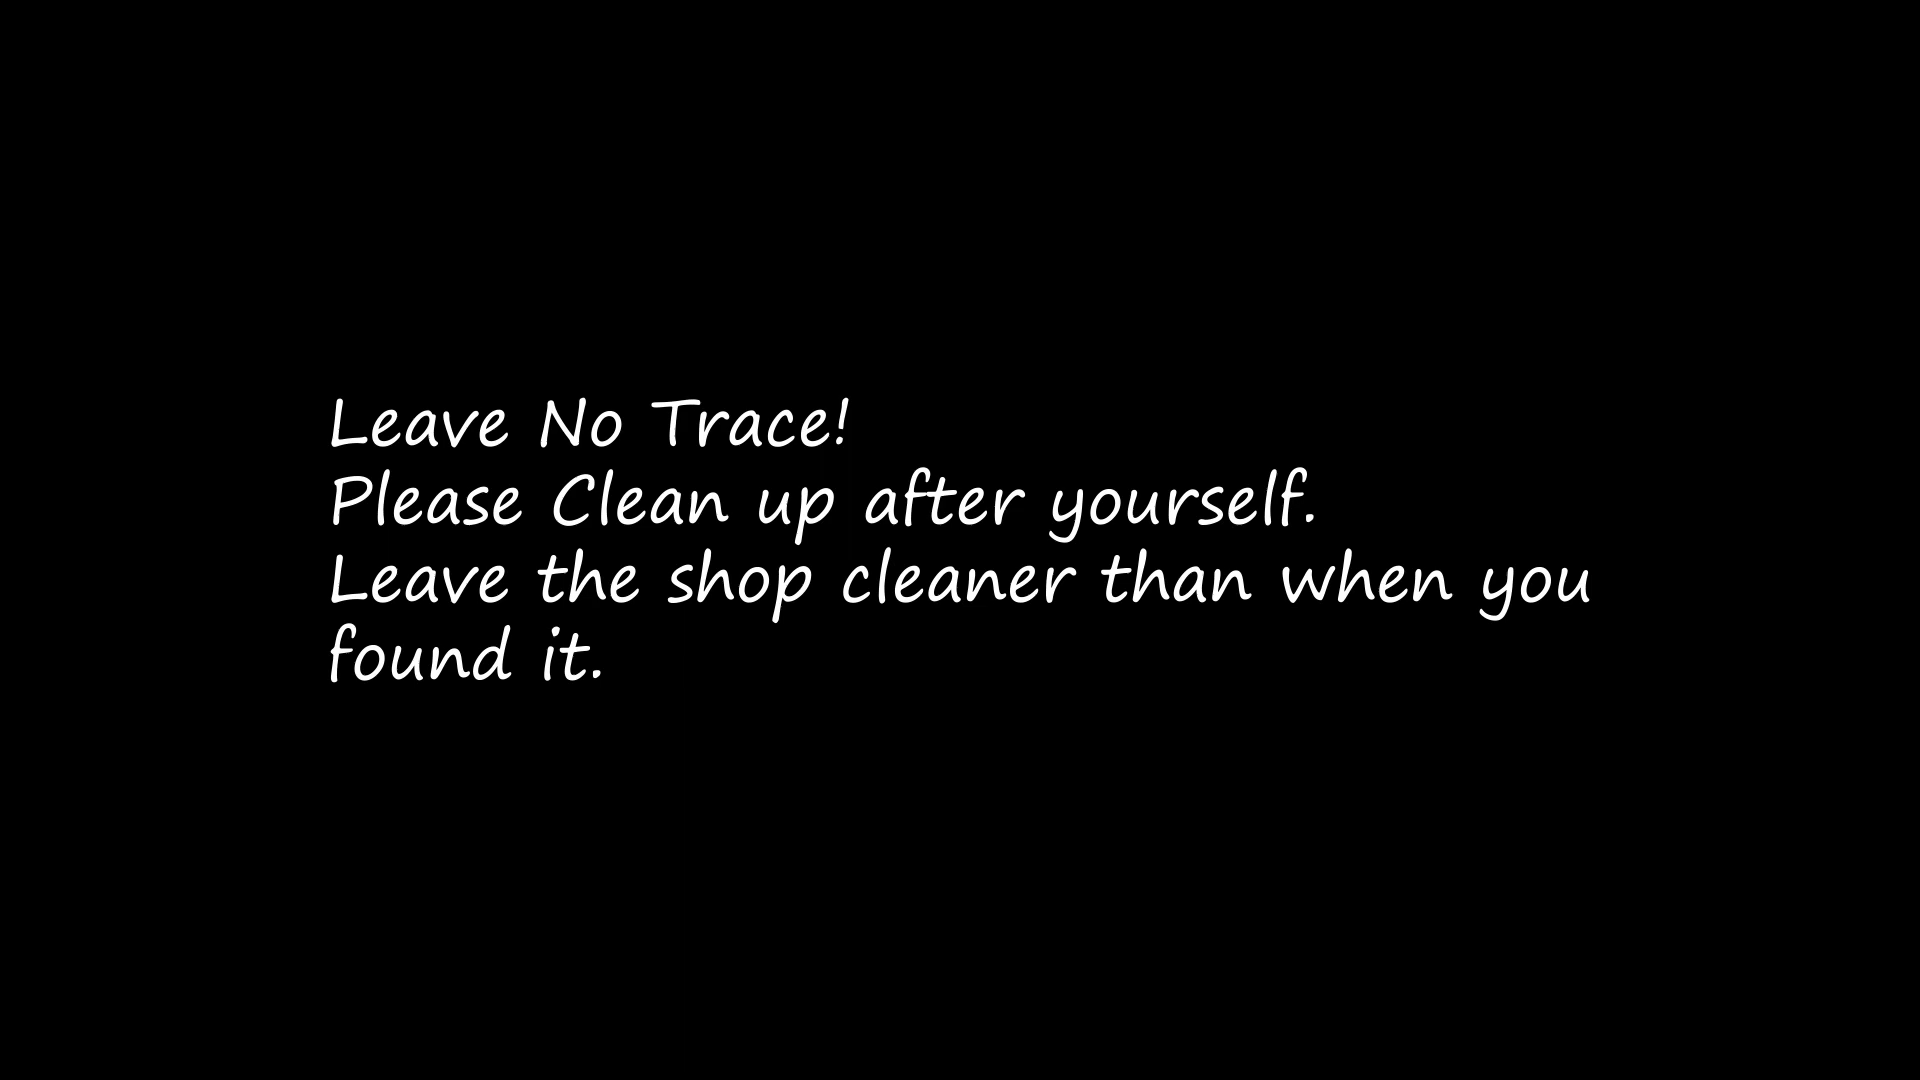 Leave No Trace!
Please Clean up after yourself.
Leave the shop cleaner than when you
found it.